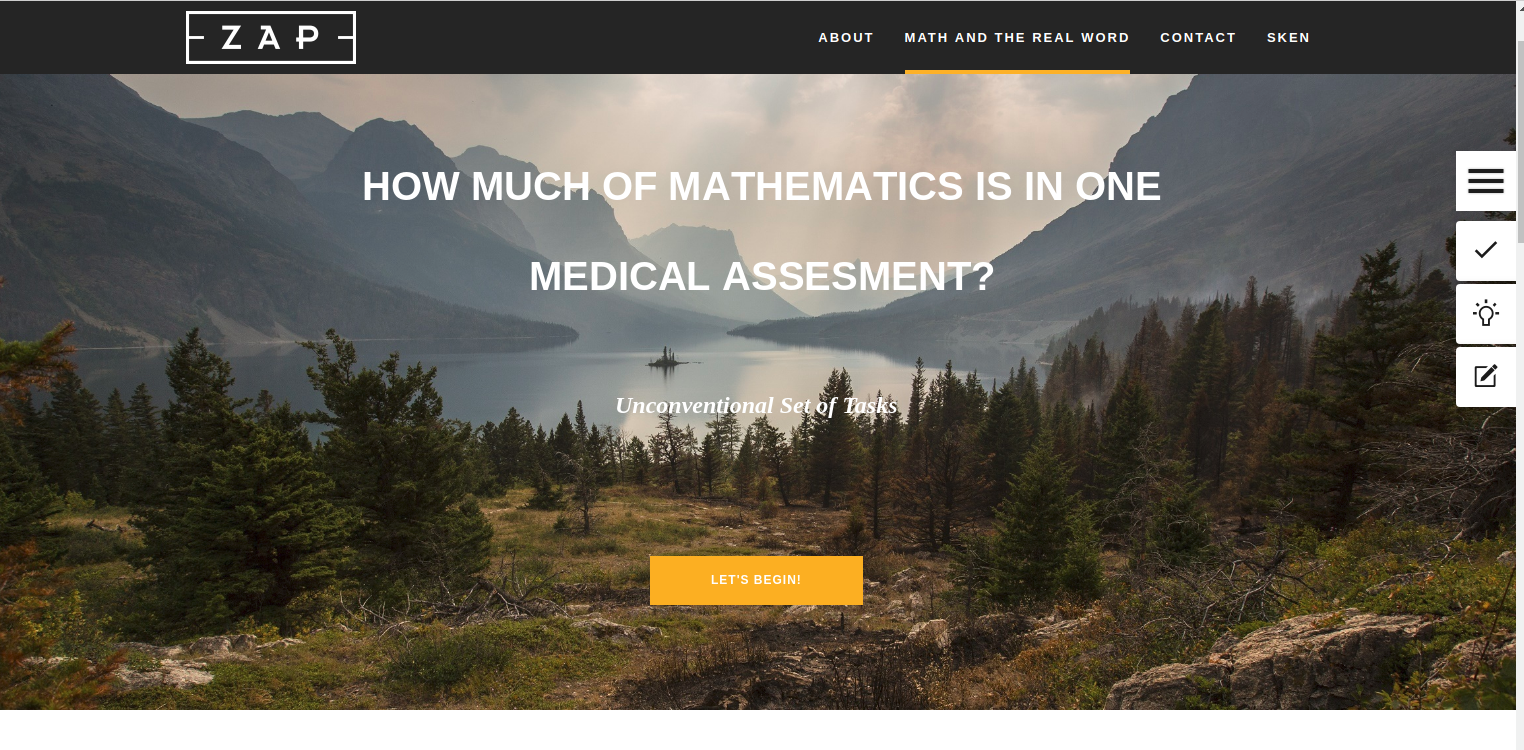 ZAP
ABOUT MATH AND THE REAL WORD CONTACT SKEN
HOW MUCH OF MATHEMATICS IS IN ONE
MEDICAL ASSESMENT?
Unconventional Set of Tasks
LET'S BEGIN!